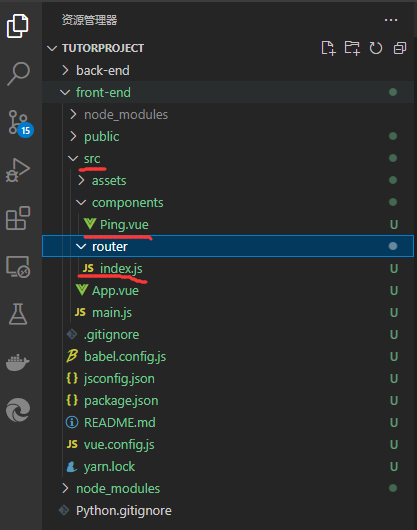 资源管理器
TUTORPROJECT
back-end
front-end
node_modules
public
src
assets
components
Ping.vue U
router
JS index.js U
App.vue U
JS main.js U
.gitignore U
babel.config.js U
{ } jsconfig.json U
{ } package.json U
README.md U
vue.config.js U
yarn.lock U
node_modules
Python.gitignore
15